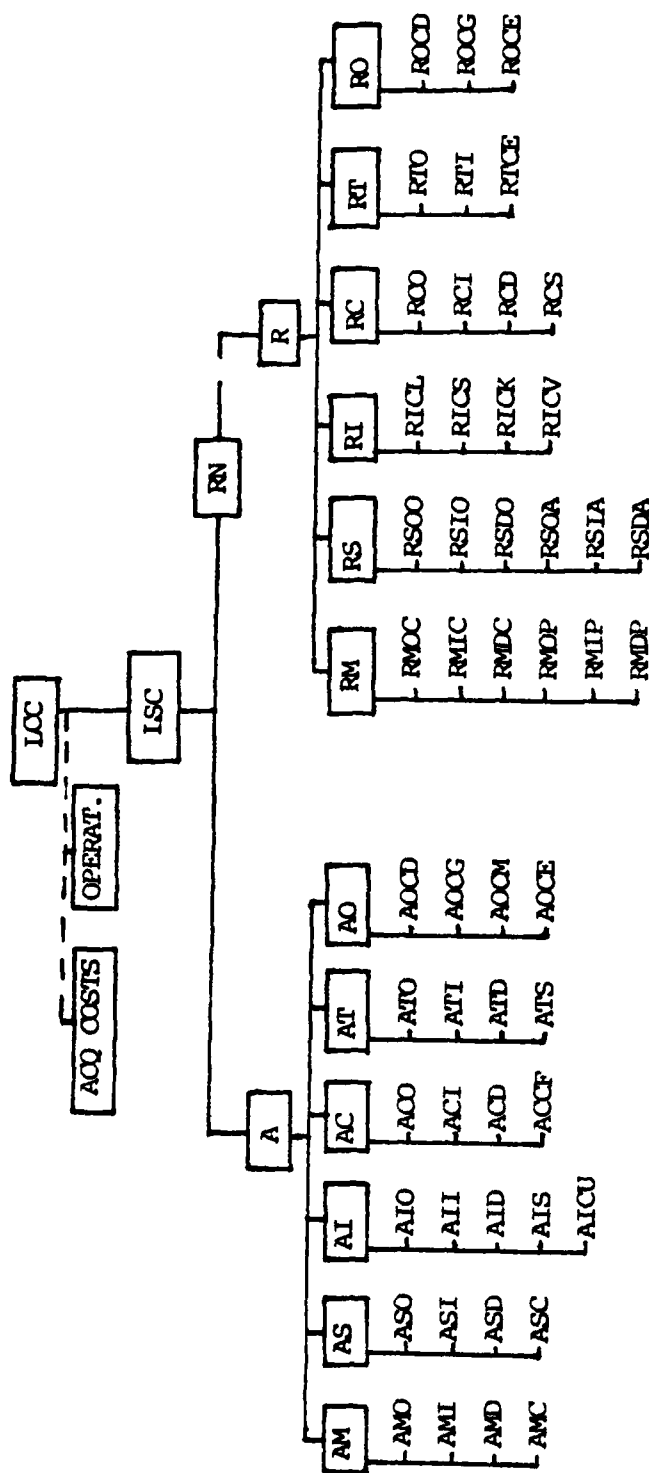 LCC
ACQ COSTS
OPERAT.
LSC
A
RN
R
AM
AMO
AMI
AMD
AMC
AS
ASO
ASI
ASD
ASC
AI
AIO
AII
AID
AIS
AICU
AC
ACO
ACI
ACD
ACCF
AT
ATO
ATI
ATD
ATS
AO
AOCD
AOCG
AOCM
AOCE
RM
RMOC
RMIC
RMDC
RMOP
RMIP
RMDP
RS
RSOO
RSIO
RSDO
RSOA
RSIA
RSDA
RI
RICL
RICS
RICK
RICV
RC
RCO
RCI
RCD
RCS
RT
RTO
RTI
RTCE
RO
ROCD
ROCG
ROCE